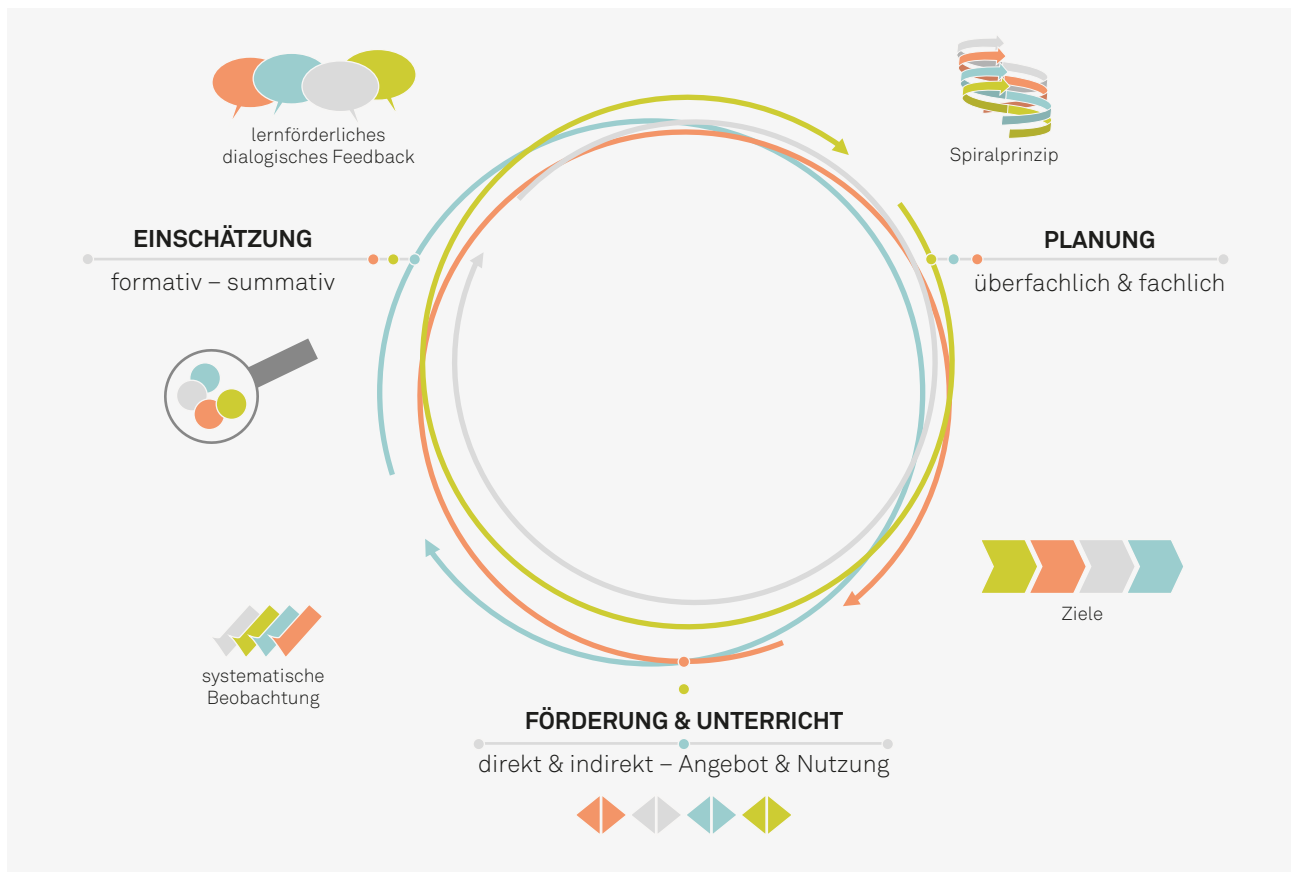 lernförderliches
dialogisches Feedback
Spiralprinzip
EINSCHÄTZUNG
formativ – summativ
PLANUNG
überfachlich & fachlich
Ziele
systematische
Beobachtung
FÖRDERUNG & UNTERRICHT
direkt & indirekt – Angebot & Nutzung